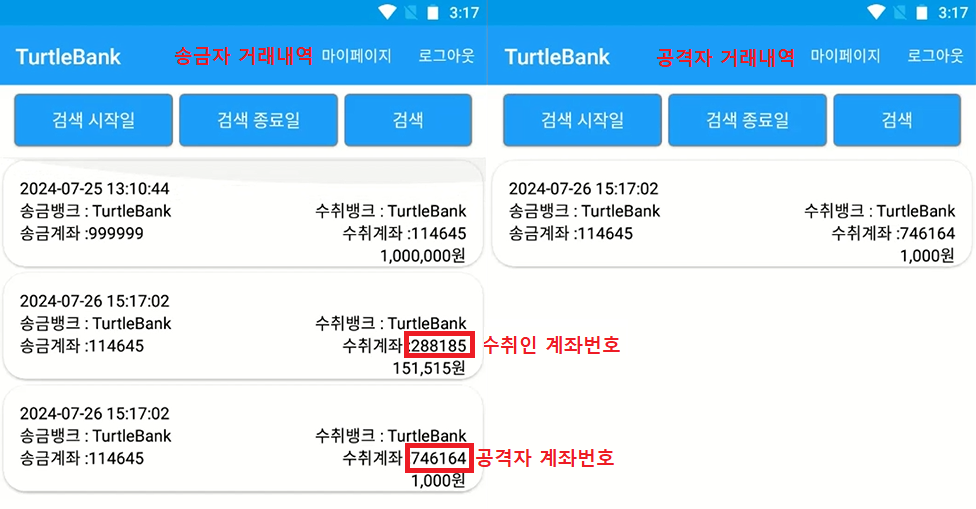 3:17
TurtleBank 송금자 거래내역 마이페이지 로그아웃
검색 시작일 검색 종료일 검색
2024-07-25 13:10:44
송금뱅크 : TurtleBank 수취뱅크 : TurtleBank
송금계좌 :999999 수취계좌 :114645
1,000,000원
2024-07-26 15:17:02
송금뱅크 : TurtleBank 수취뱅크 : TurtleBank
송금계좌 :114645 수취계좌 :288185 수취인 계좌번호
151,515원
2024-07-26 15:17:02
송금뱅크 : TurtleBank 수취뱅크 : TurtleBank
송금계좌 :114645 수취계좌 :746164 공격자 계좌번호
1,000원
3:17
TurtleBank 공격자 거래내역 마이페이지 로그아웃
검색 시작일 검색 종료일 검색
2024-07-26 15:17:02
송금뱅크 : TurtleBank 수취뱅크 : TurtleBank
송금계좌 :114645 수취계좌 :746164
1,000원